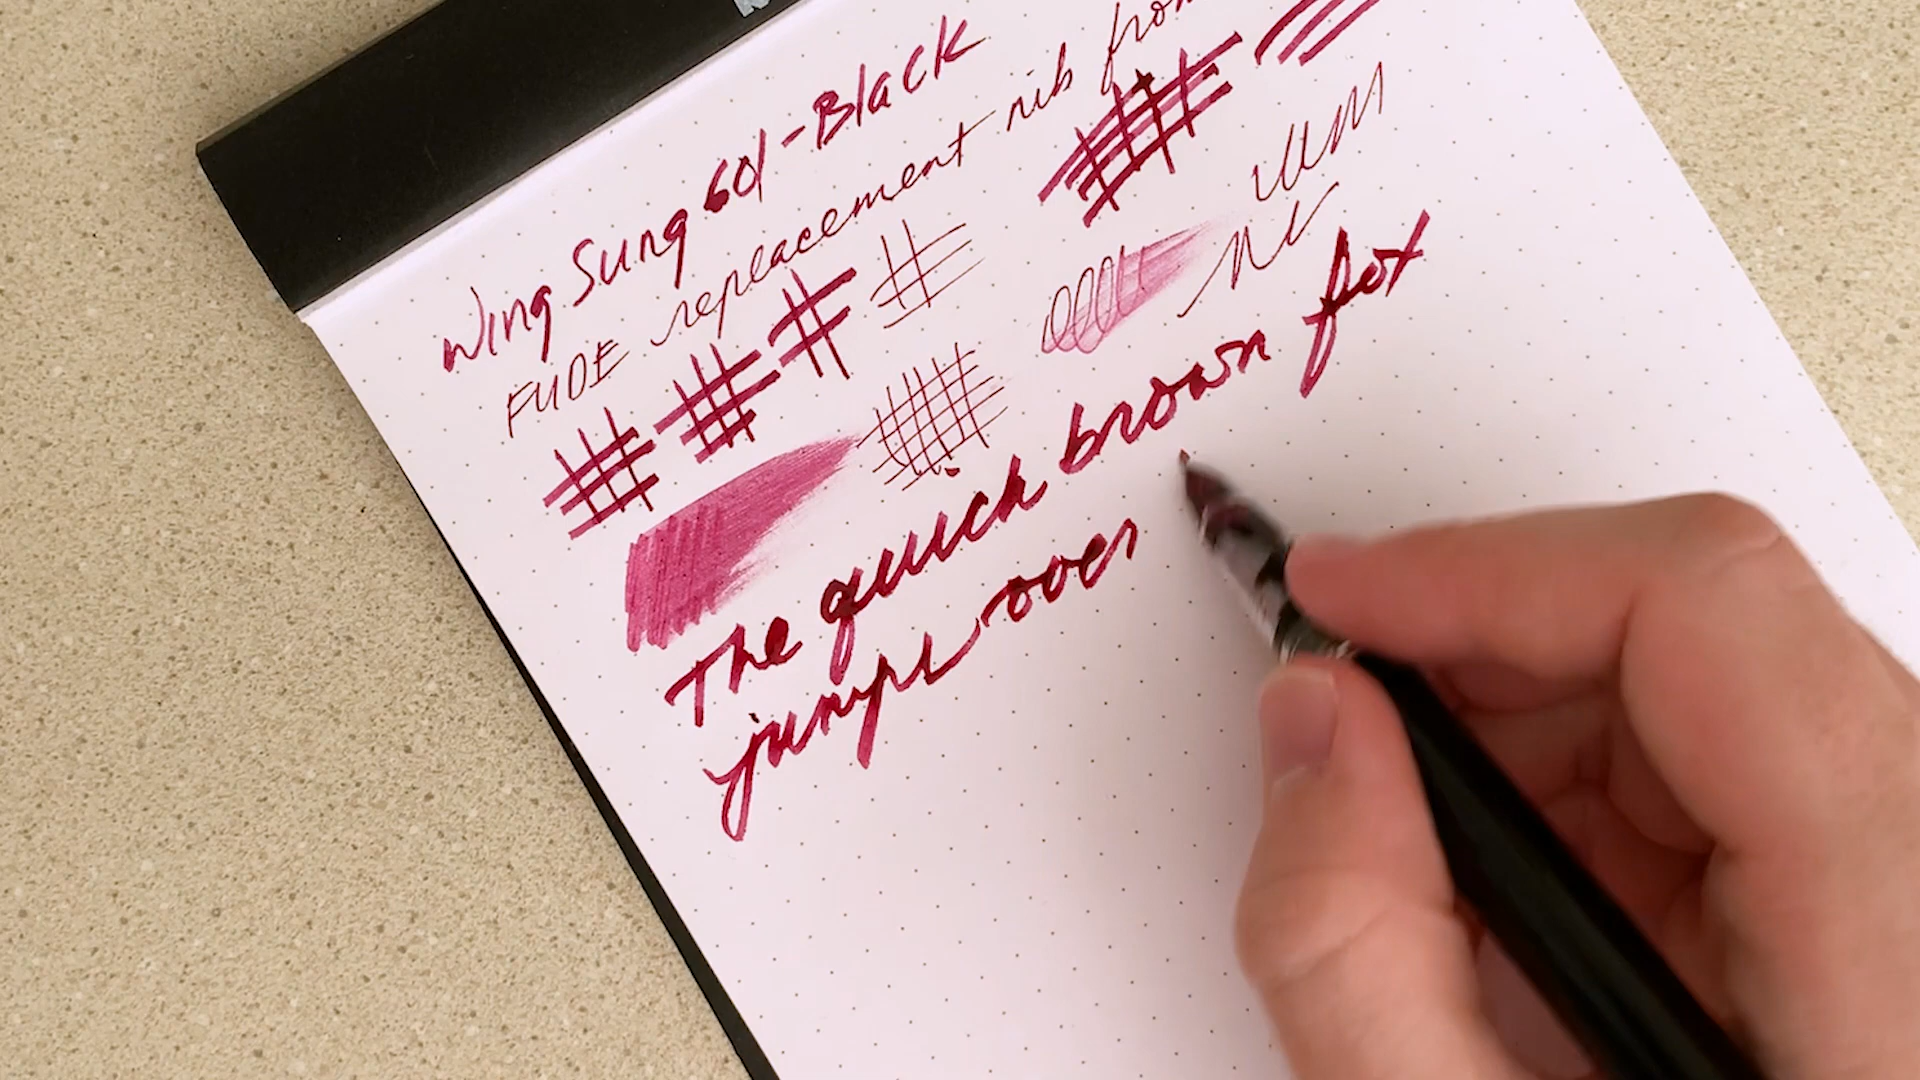 Wing Sung 601 - Black
FUDE replacement nib from
The quick brown fox
jumps over